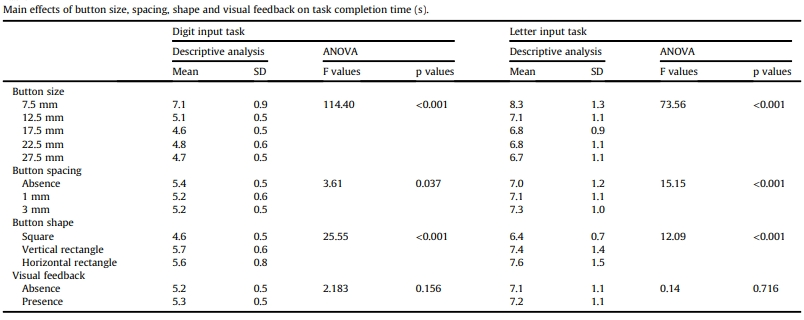 Main effects of button size, spacing, shape and visual feedback on task completion time (s).
Digit input task Letter input task
Descriptive analysis ANOVA Descriptive analysis ANOVA
Mean SD F values p values Mean SD F values p values
Button size
7.5 mm 7.1 0.9 114.40 <0.001 8.3 1.3 73.56 <0.001
12.5 mm 5.1 0.5 7.1 1.1
17.5 mm 4.6 0.5 6.8 0.9
22.5 mm 4.8 0.6 6.8 1.1
27.5 mm 4.7 0.5 6.7 1.1
Button spacing
Absence 5.4 0.5 3.61 0.037 7.0 1.2 15.15 <0.001
1 mm 5.2 0.6 7.1 1.1
3 mm 5.2 0.5 7.3 1.0
Button shape
Square 4.6 0.5 25.55 <0.001 6.4 0.7 12.09 <0.001
Vertical rectangle 5.7 0.6 7.4 1.4
Horizontal rectangle 5.6 0.8 7.6 1.5
Visual feedback
Absence 5.2 0.5 2.183 0.156 7.1 1.1 0.14 0.716
Presence 5.3 0.5 7.2 1.1